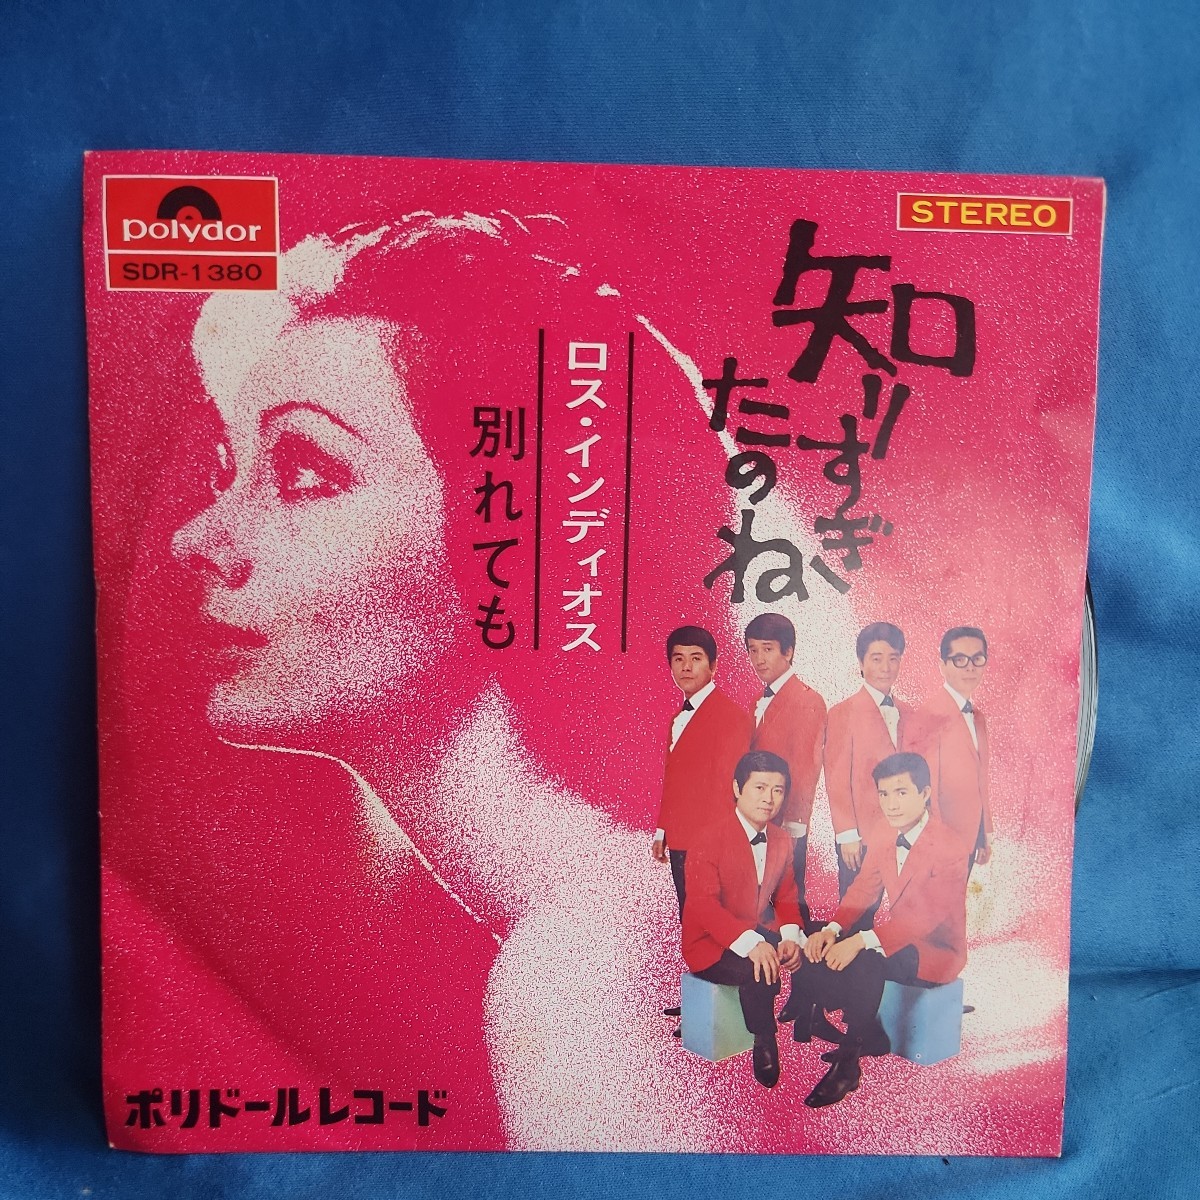 polydor
SDR-1380
STEREO
知りすぎ
たのね
ロス・インディオス
別れても
ポリドールレコード